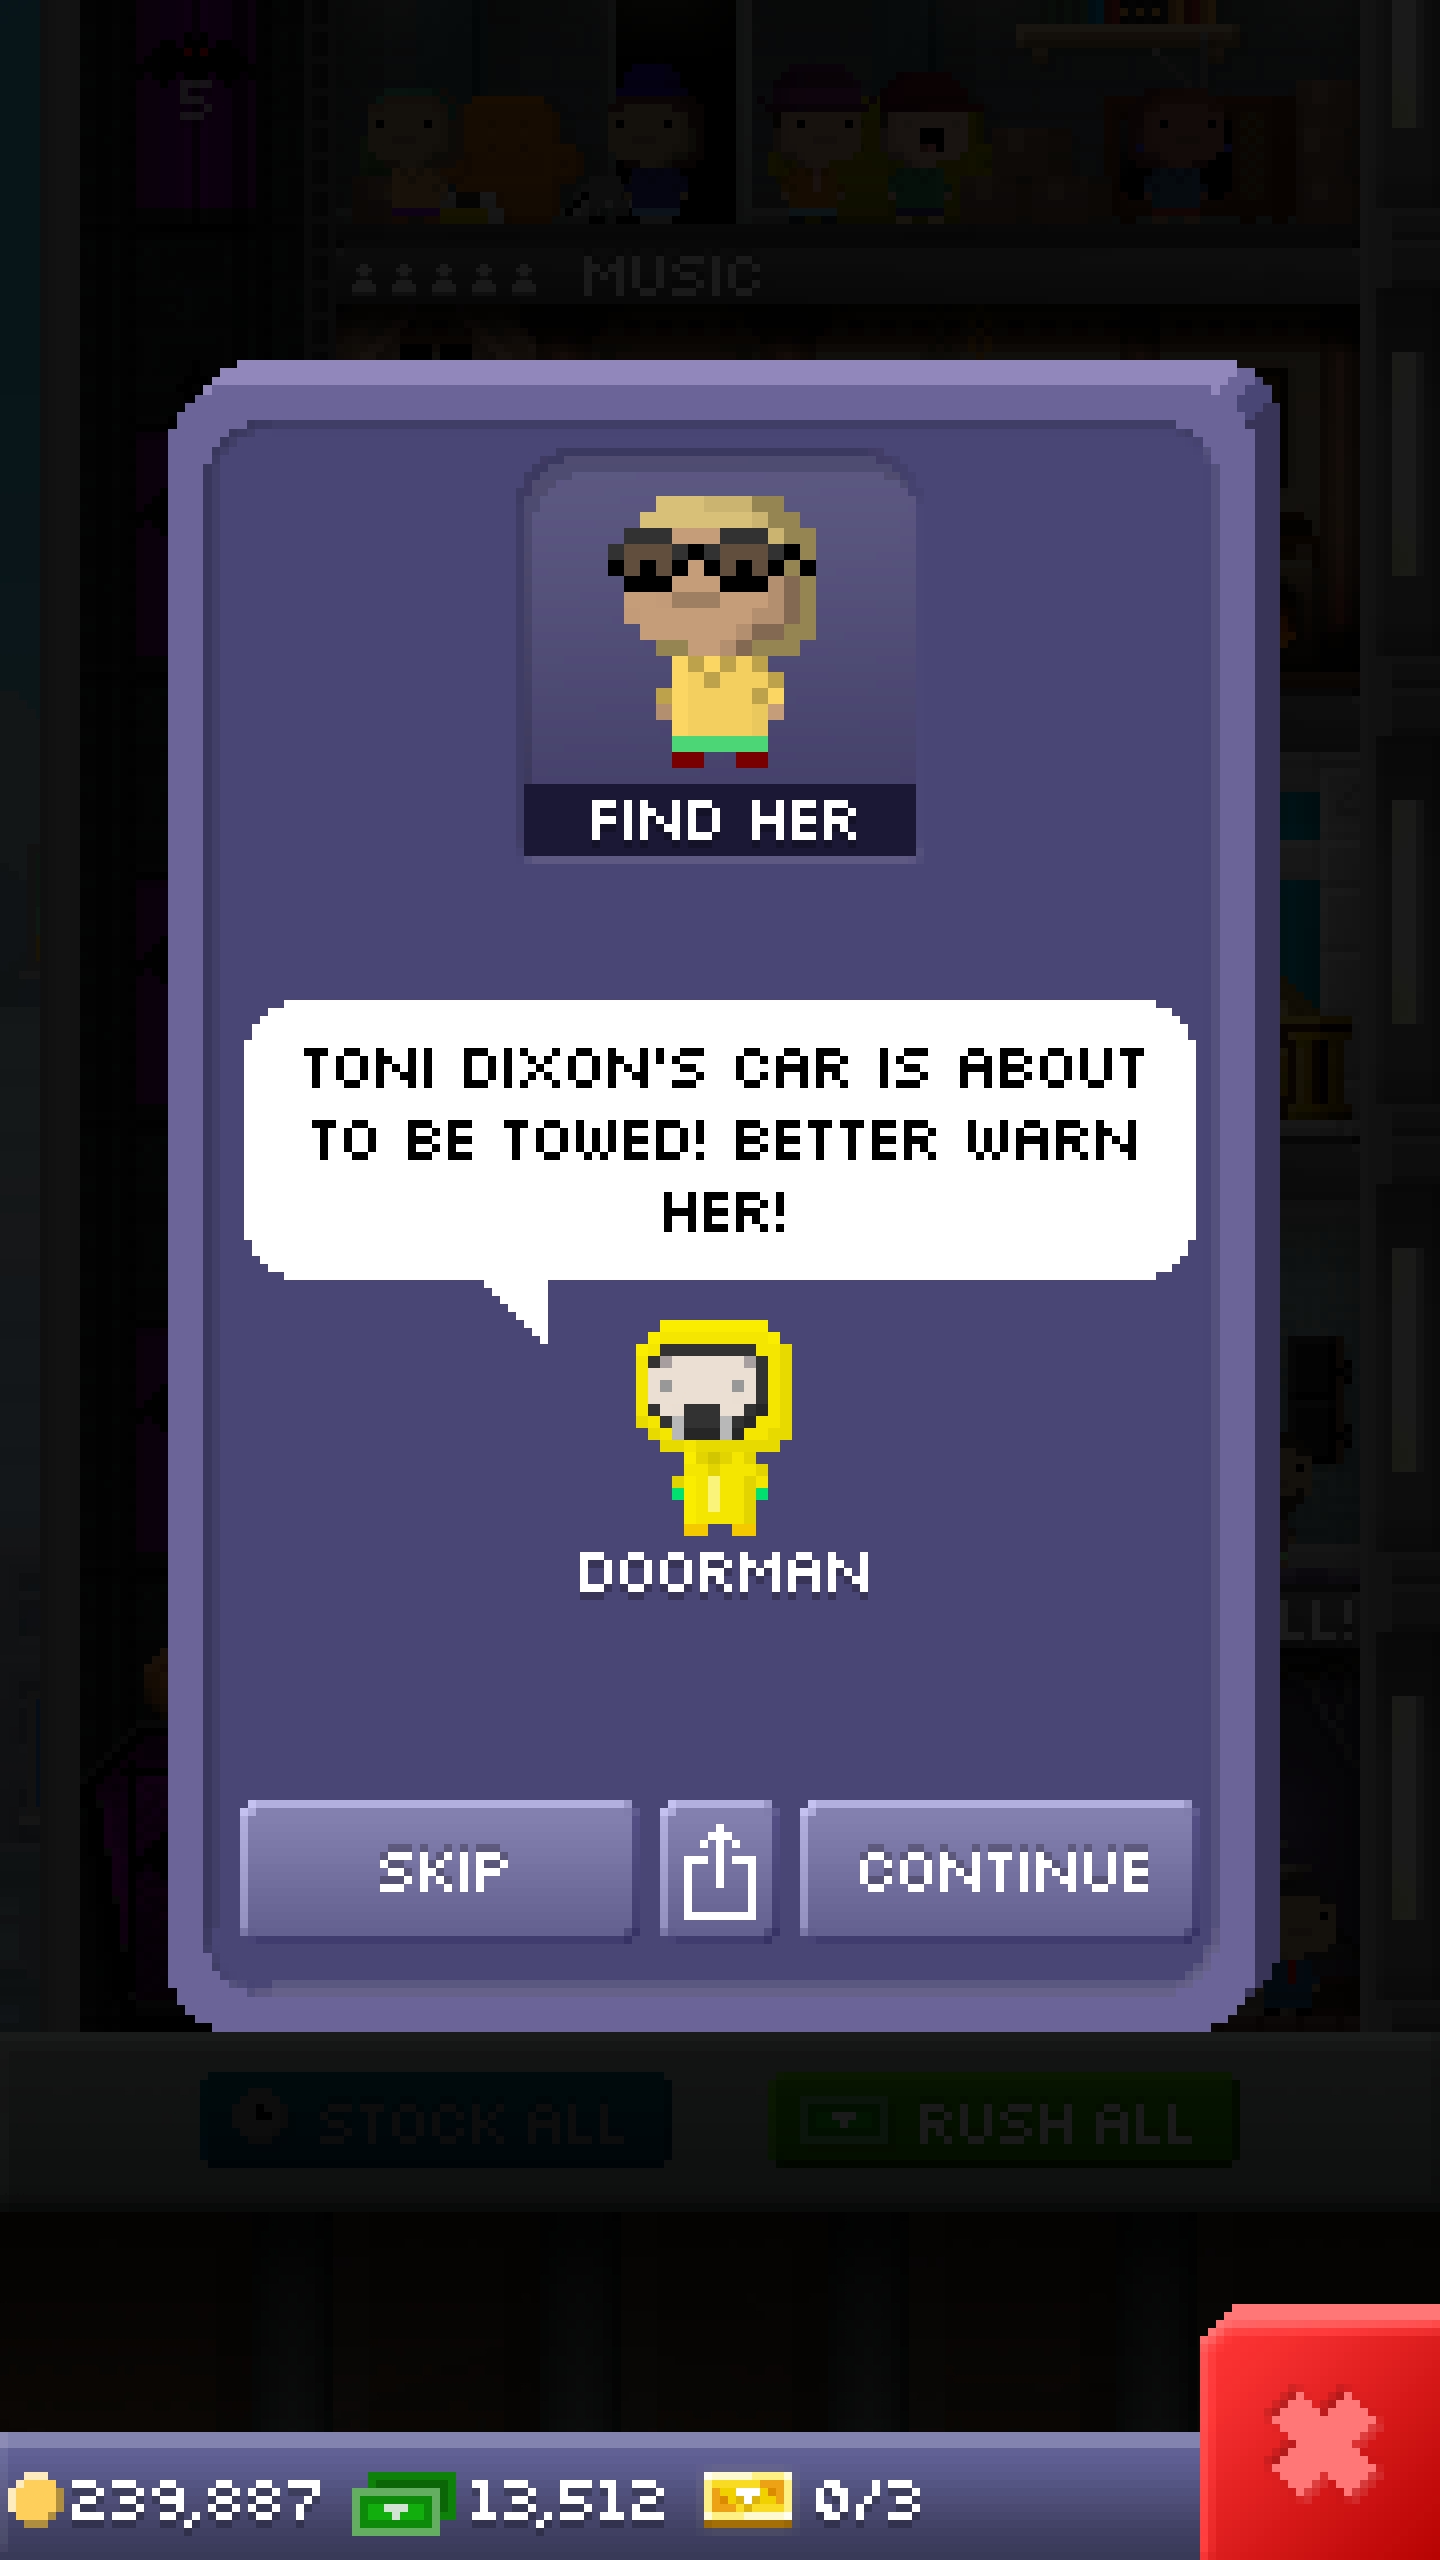 5
MUSIC
FIND HER
TONI DIXON'S CAR IS ABOUT
TO BE TOWED! BETTER WARN
HER!
DOORMAN
LL!
SKIP
CONTINUE
STOCK ALL
RUSH ALL
239,887
13,512
0/3